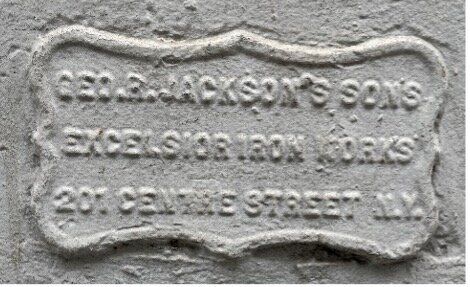 GEO. R. JACKSON'S SONS
EXCELSIOR IRON WORKS
201 CENTRE STREET N.Y.